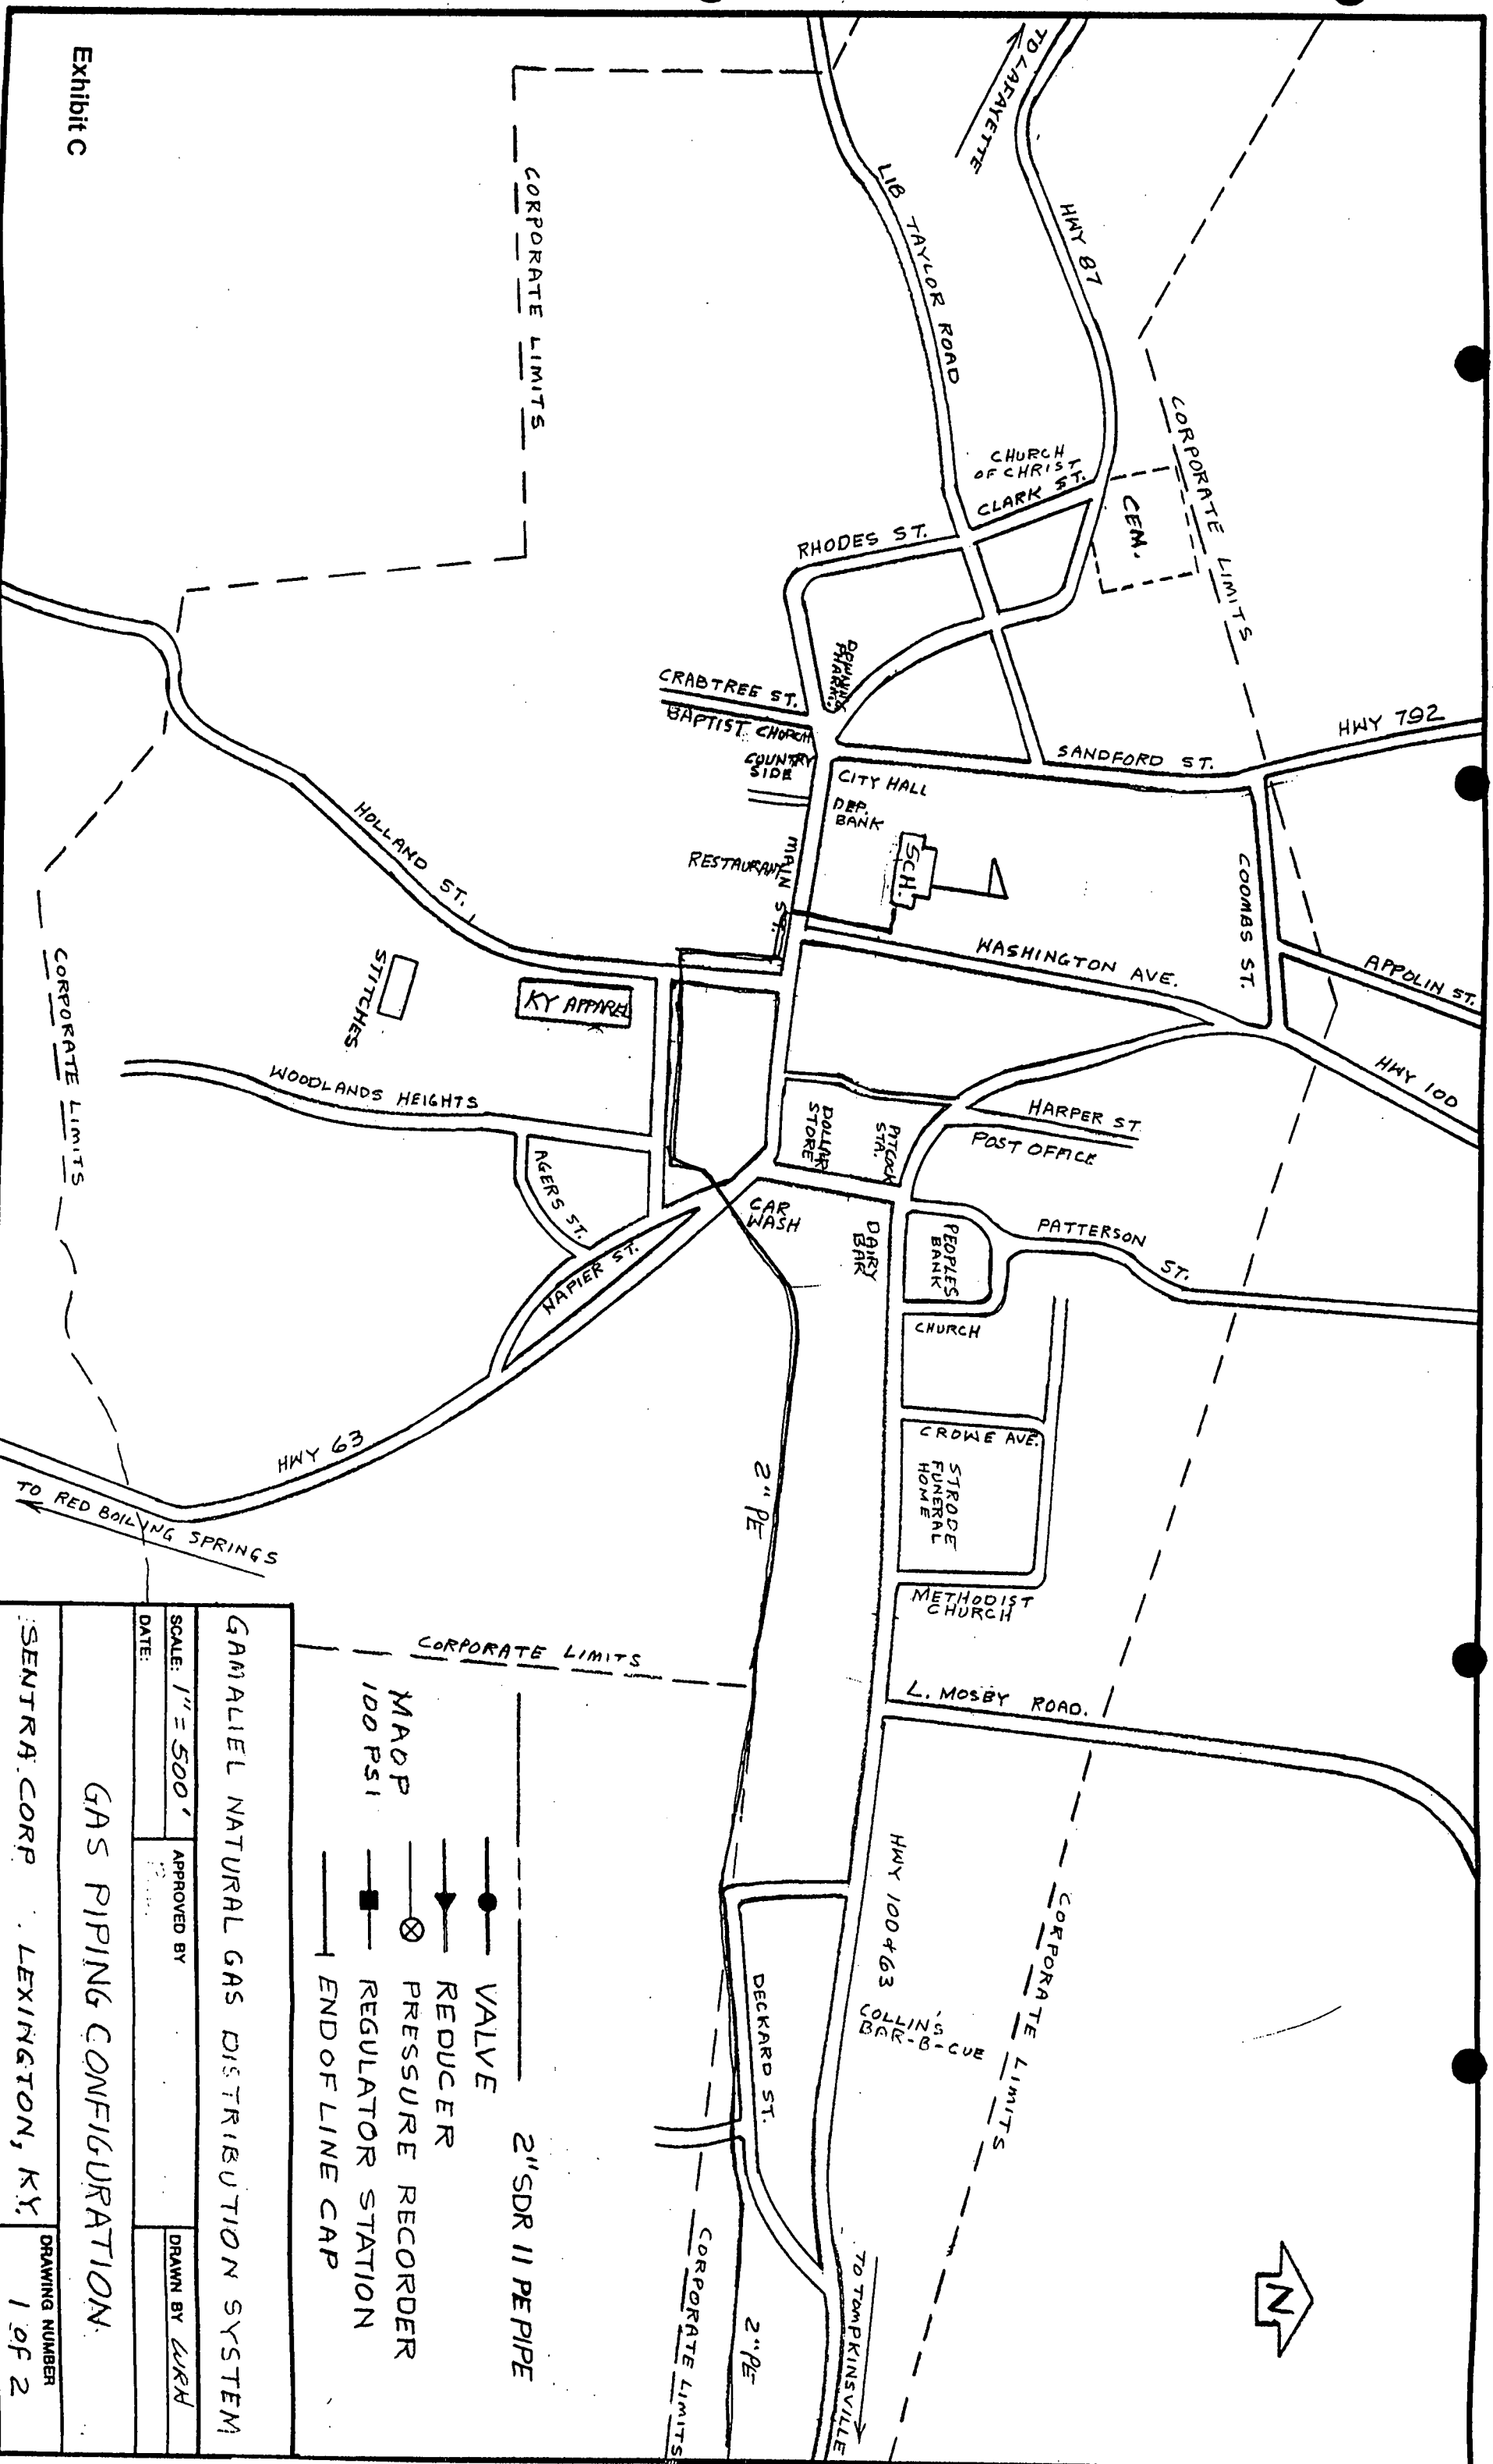 Exhibit C
TO LAFAYETTE
HWY 87
LIB TAYLOR ROAD
CORPORATE LIMITS
CORPORATE LIMITS
CHURCH
OF CHRIST
CLARK ST.
CEM.
RHODES ST.
DOWNING
PHARM.
CRABTREE ST.
BAPTIST CHURCH
COUNTRY
SIDE
HWY 792
SANDFORD ST.
CITY HALL
DEP.
BANK
SCH.
RESTAURANT
MAIN ST.
COOMBS ST.
HOLLAND ST.
WASHINGTON AVE.
APPOLIN ST.
HWY 100
STITCHES
KY APPAREL
CORPORATE LIMITS
WOODLANDS HEIGHTS
HARPER ST.
POST OFFICE
DOLLAR
STORE
PITCOCK
STA.
AGERS ST.
CAR
WASH
DAIRY
BAR
PEOPLES
BANK
PATTERSON ST.
NAPIER ST.
CHURCH
CROWE AVE.
STRODE
FUNERAL
HOME
HWY 63
TO RED BOILING SPRINGS
2" PE
METHODIST
CHURCH
CORPORATE LIMITS
L. MOSBY ROAD.
HWY 100 & 63
CORPORATE LIMITS
COLLIN'S
BAR-B-CUE
DECKARD ST.
TO TOMPKINSVILLE
CORPORATE LIMITS
2" PE
N
2" SDR 11 PE PIPE
VALVE
REDUCER
MAOP
100 PSI
PRESSURE RECORDER
REGULATOR STATION
END OF LINE CAP
GAMALIEL NATURAL GAS DISTRIBUTION SYSTEM
SCALE: 1" = 500'
APPROVED BY
DRAWN BY WRH
DATE:
GAS PIPING CONFIGURATION
SENTRA CORP. LEXINGTON, KY.
DRAWING NUMBER
1 OF 2